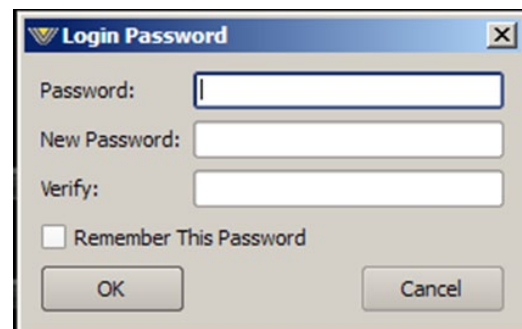 Login Password
Password:
New Password:
Verify:
Remember This Password
OK Cancel